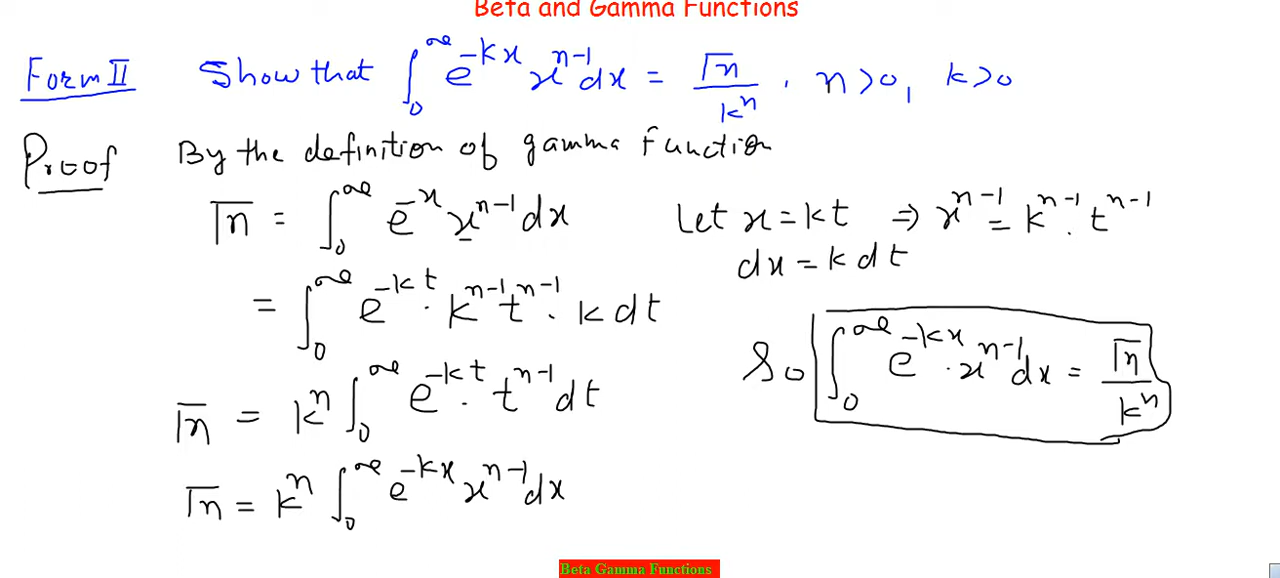 Beta and Gamma Functions
Form II Show that ∫₀^∞ e^{-kx} x^{n-1} dx = Γn / k^n . n>0, k>0
Proof By the definition of gamma Function
Γn = ∫₀^∞ e^{-x} x^{n-1} dx Let x = kt ⇒ x^{n-1} = k^{n-1} . t^{n-1}
dx = k dt
= ∫₀^∞ e^{-kt} . k^{n-1} t^{n-1} . k dt
So ∫₀^∞ e^{-kx} . x^{n-1} dx = Γn / k^n
Γn = k^n ∫₀^∞ e^{-kt} . t^{n-1} dt
Γn = k^n ∫₀^∞ e^{-kx} x^{n-1} dx
Beta Gamma Functions